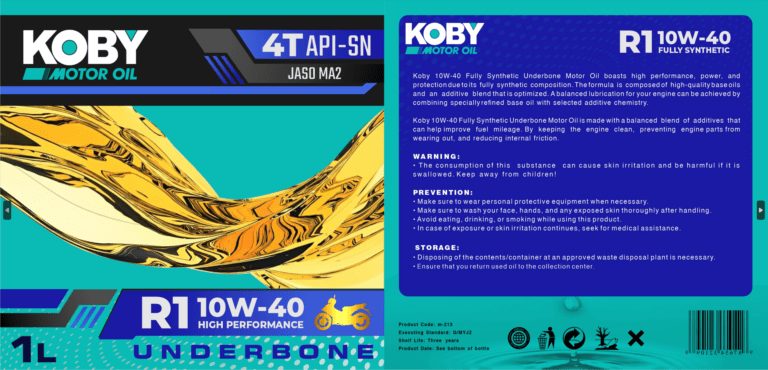 KOBY
MOTOR OIL
4T API-SN
JASO MA2
R1 10W-40
HIGH PERFORMANCE
1L
UNDERBONE
KOBY
MOTOR OIL
R1 10W-40
FULLY SYNTHETIC
Koby 10W-40 Fully Synthetic Underbone Motor Oil boasts high performance, power, and
protection due to its fully synthetic composition. The formula is composed of high-quality base oils
and an additive blend that is optimized. A balanced lubrication for your engine can be achieved by
combining specially refined base oil with selected additive chemistry.
Koby 10W-40 Fully Synthetic Underbone Motor Oil is made with a balanced blend of additives that
can help improve fuel mileage. By keeping the engine clean, preventing engine parts from
wearing out, and reducing internal friction.
WARNING:
• The consumption of this substance can cause skin irritation and be harmful if it is
swallowed. Keep away from children!
PREVENTION:
• Make sure to wear personal protective equipment when necessary.
• Make sure to wash your face, hands, and any exposed skin thoroughly after handling.
• Avoid eating, drinking, or smoking while using this product.
• In case of exposure or skin irritation continues, seek for medical assistance.
STORAGE:
• Disposing of the contents/container at an approved waste disposal plant is necessary.
• Ensure that you return used oil to the collection center.
Product Code: m-215
Executing Standard: Q/MYJ2
Shelf Life: Three years
Product Date: See bottom of bottle